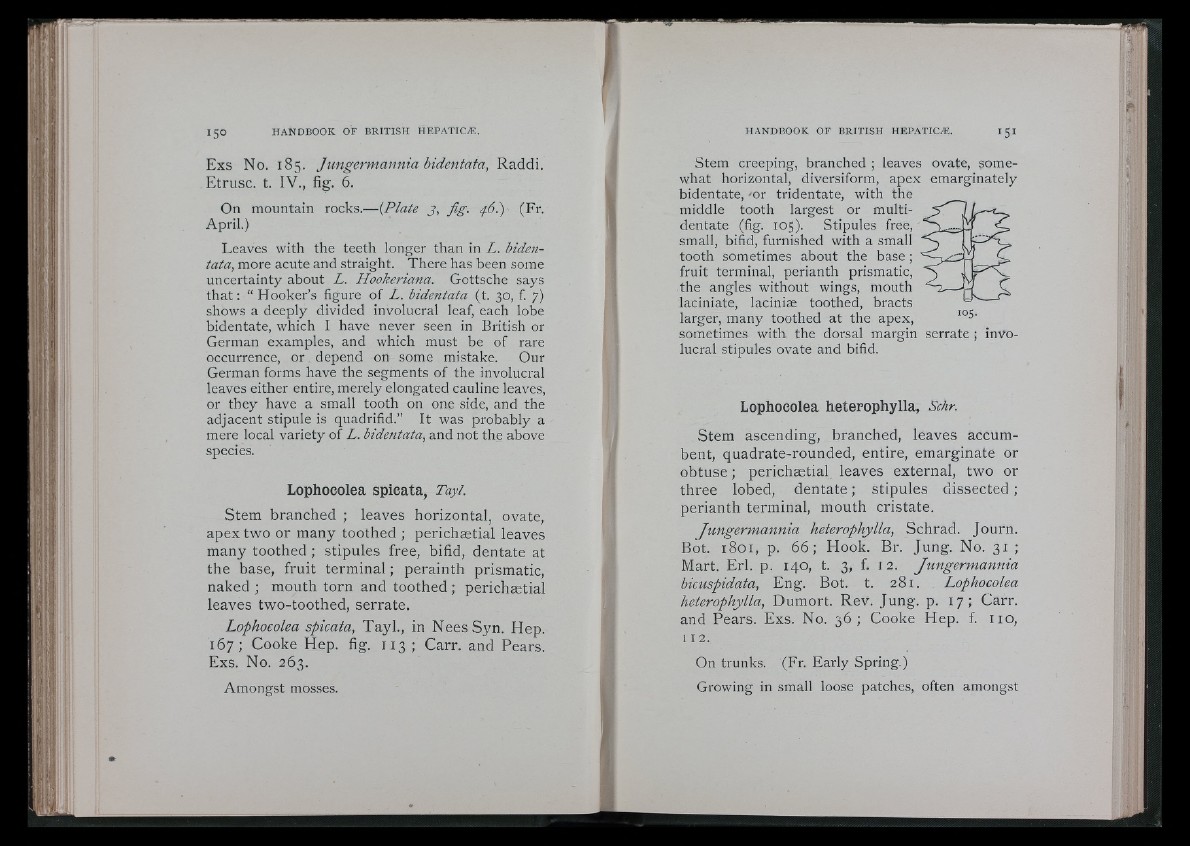 150 HANDBOOK OF BRITISH HEPATICÆ.
Exs No. 185. Jungermannia bidentata, Raddi.
Etrusc. t. IV., fig. 6.
On mountain rocks.—(Plate 3, fig. 46.) (Fr.
April.)
Leaves with the teeth longer than in L. biden-
tata, more acute and straight. There has been some
uncertainty about L. Hookeriana. Gottsche says
that: “ Hooker's figure of L. bidentata (t. 30, f. 7)
shows a deeply divided involucral leaf, each lobe
bidentate, which I have never seen in British or
German examples, and which must be of rare
occurrence, or depend on some mistake. Our
German forms have the segments of the involucral
leaves either entire, merely elongated cauline leaves,
or they have a small tooth on one side, and the
adjacent stipule is quadrifid.” It was probably a
mere local variety of L. bidentata, and not the above
species.
Lophocolea spicata, Tayl.
Stem branched ; leaves horizontal, ovate,
apex two or many toothed ; perichætial leaves
many toothed ; stipules free, bifid, dentate at
the base, fruit terminal ; perainth prismatic,
naked ; mouth torn and toothed ; perichætial
leaves two-toothed, serrate.
Lophocolea spicata, Tayl., in Nees Syn. Hep.
167 ; Cooke Hep. fig. 113 ; Carr. and Pears.
Exs. No. 263.
Amongst mosses.
HANDBOOK OF BRITISH HEPATICÆ. 151
Stem creeping, branched ; leaves ovate, some-
what horizontal, diversiform, apex emarginately
bidentate, or tridentate, with the
middle tooth largest or multi-
dentate (fig. 105). Stipules free,
small, bifid, furnished with a small
tooth sometimes about the base ;
fruit terminal, perianth prismatic,
the angles without wings, mouth
laciniate, laciniæ toothed, bracts
larger, many toothed at the apex,
105.
sometimes with the dorsal margin serrate ; invo-
lucral stipules ovate and bifid.
Lophocolea heterophylla, Schr.
Stem ascending, branched, leaves accum-
bent, quadrate-rounded, entire, emarginate or
obtuse ; perichætial leaves external, two or
three lobed, dentate ; stipules dissected ;
perianth terminal, mouth cristate.
Jungermannia heterophylla, Schrad. Journ.
Bot. 1801, p. 66 ; Hook. Br. Jung. No. 31 ;
Mart. Erl. p. 140, t. 3, f. 12. Jungermannia
bicuspidata, Eng. Bot. t. 281. Lophocolea
heterophylla, Dumort. Rev. Jung. p. 17 ; Carr.
and Pears. Exs. No. 36 ; Cooke Hep. f. 110,
112.
On trunks. (Fr. Early Spring.)
Growing in small loose patches, often amongst